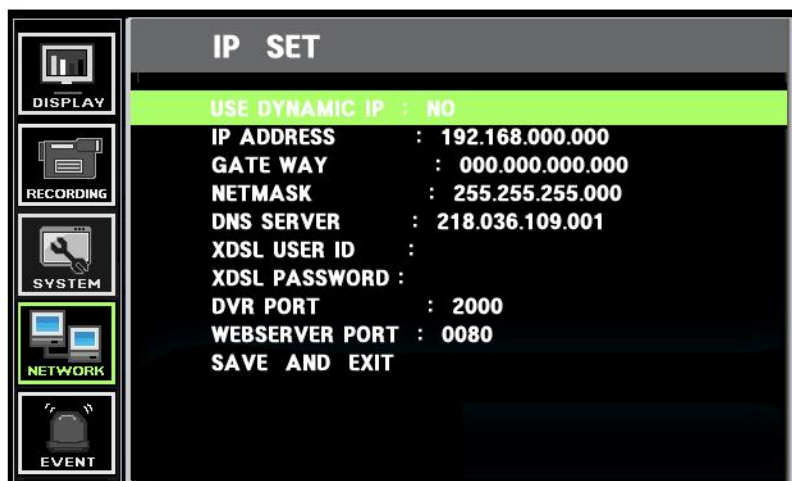 IP SET
DISPLAY
RECORDING
SYSTEM
NETWORK
EVENT
USE DYNAMIC IP : NO
IP ADDRESS : 192.168.000.000
GATE WAY : 000.000.000.000
NETMASK : 255.255.255.000
DNS SERVER : 218.036.109.001
XDSL USER ID :
XDSL PASSWORD :
DVR PORT : 2000
WEBSERVER PORT : 0080
SAVE AND EXIT